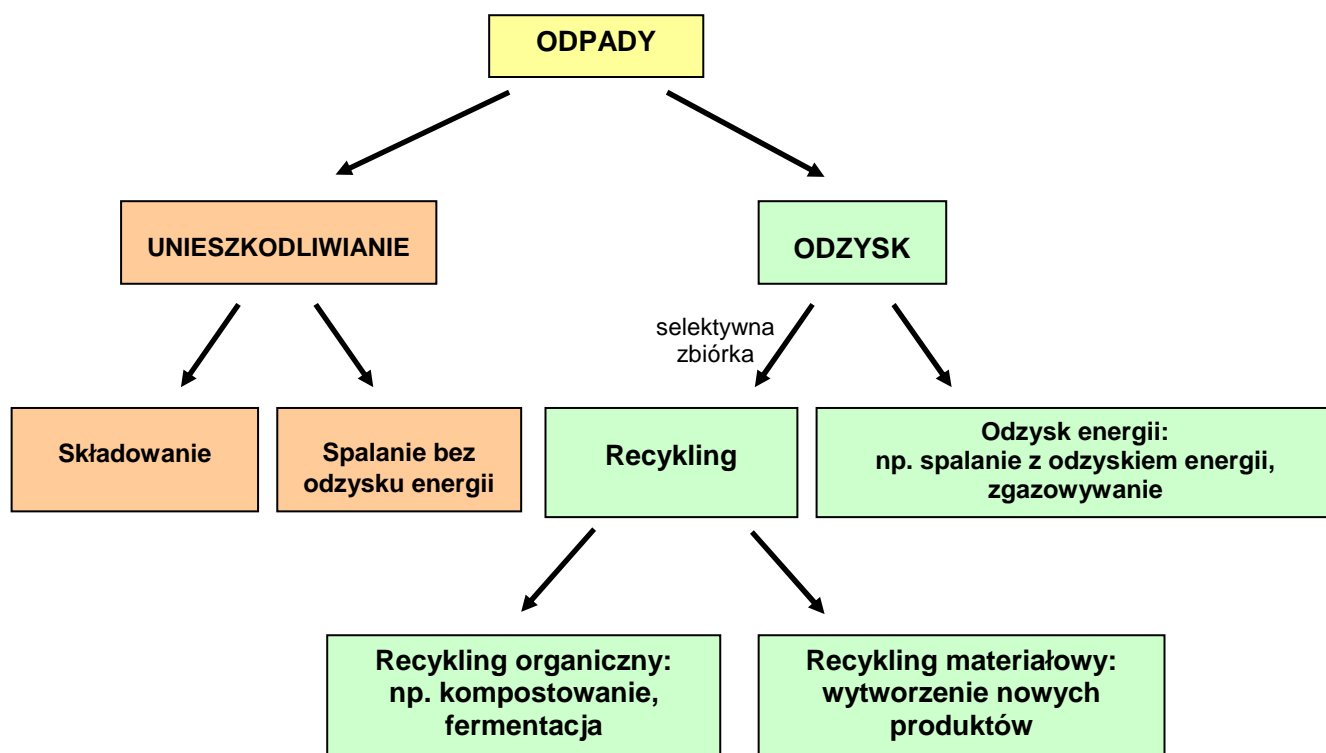 ODPADY
UNIESZKODLIWIANIE
ODZYSK
selektywna
zbiórka
Składowanie
Spalanie bez
odzysku energii
Recykling
Odzysk energii:
np. spalanie z odzyskiem energii,
zgazowywanie
Recykling organiczny:
np. kompostowanie,
fermentacja
Recykling materiałowy:
wytworzenie nowych
produktów